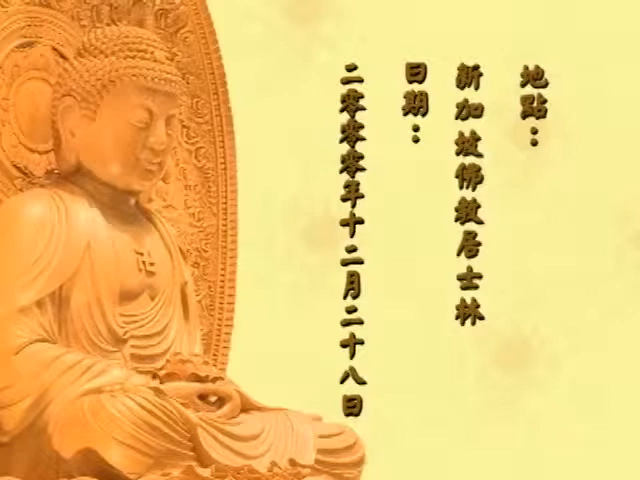 地點：
新加坡佛教居士林
日期：
二零零零年十二月二十八日
卍